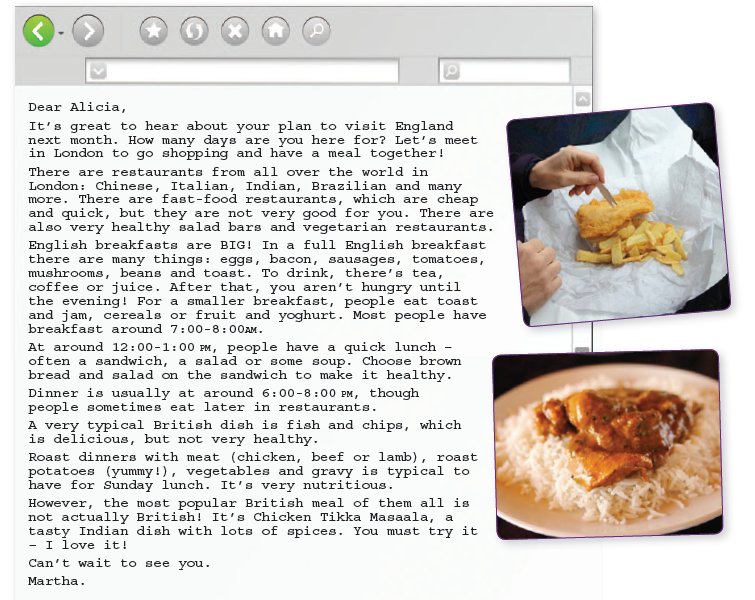 Dear Alicia,
It's great to hear about your plan to visit England
next month. How many days are you here for? Let's meet
in London to go shopping and have a meal together!
There are restaurants from all over the world in
London: Chinese, Italian, Indian, Brazilian and many
more. There are fast-food restaurants, which are cheap
and quick, but they are not very good for you. There are
also very healthy salad bars and vegetarian restaurants.
English breakfasts are BIG! In a full English breakfast
there are many things: eggs, bacon, sausages, tomatoes,
mushrooms, beans and toast. To drink, there's tea,
coffee or juice. After that, you aren't hungry until
the evening! For a smaller breakfast, people eat toast
and jam, cereals or fruit and yoghurt. Most people have
breakfast around 7:00-8:00AM.
At around 12:00-1:00 PM, people have a quick lunch –
often a sandwich, a salad or some soup. Choose brown
bread and salad on the sandwich to make it healthy.
Dinner is usually at around 6:00-8:00 PM, though
people sometimes eat later in restaurants.
A very typical British dish is fish and chips, which
is delicious, but not very healthy.
Roast dinners with meat (chicken, beef or lamb), roast
potatoes (yummy!), vegetables and gravy is typical to
have for Sunday lunch. It's very nutritious.
However, the most popular British meal of them all is
not actually British! It's Chicken Tikka Masaala, a
tasty Indian dish with lots of spices. You must try it
– I love it!
Can't wait to see you.
Martha.